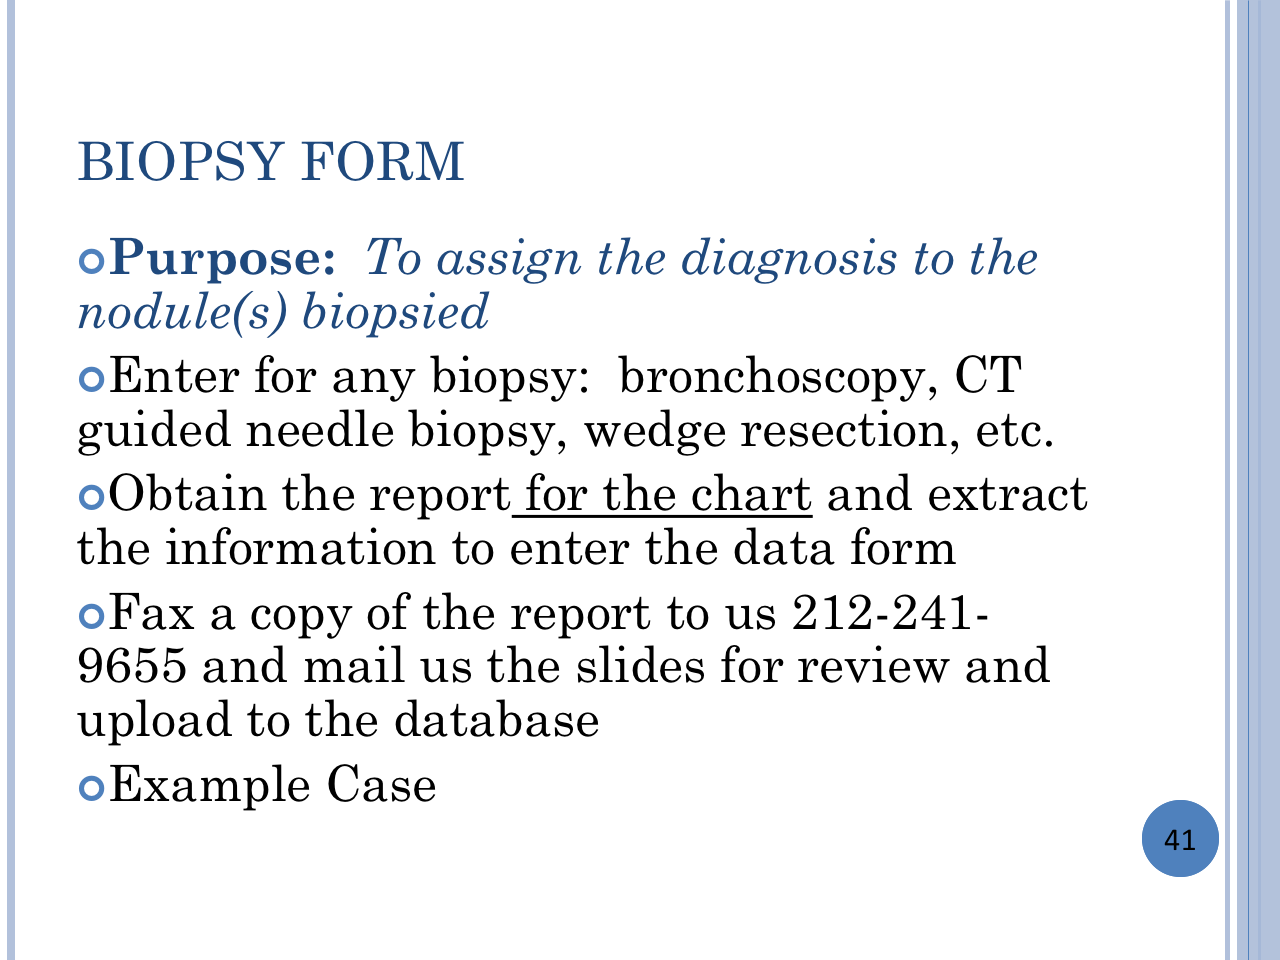 BIOPSY FORM
Purpose:  To assign the diagnosis to the
nodule(s) biopsied
Enter for any biopsy:  bronchoscopy, CT
guided needle biopsy, wedge resection, etc.
Obtain the report for the chart and extract
the information to enter the data form
Fax a copy of the report to us 212-241-
9655 and mail us the slides for review and
upload to the database
Example Case
41